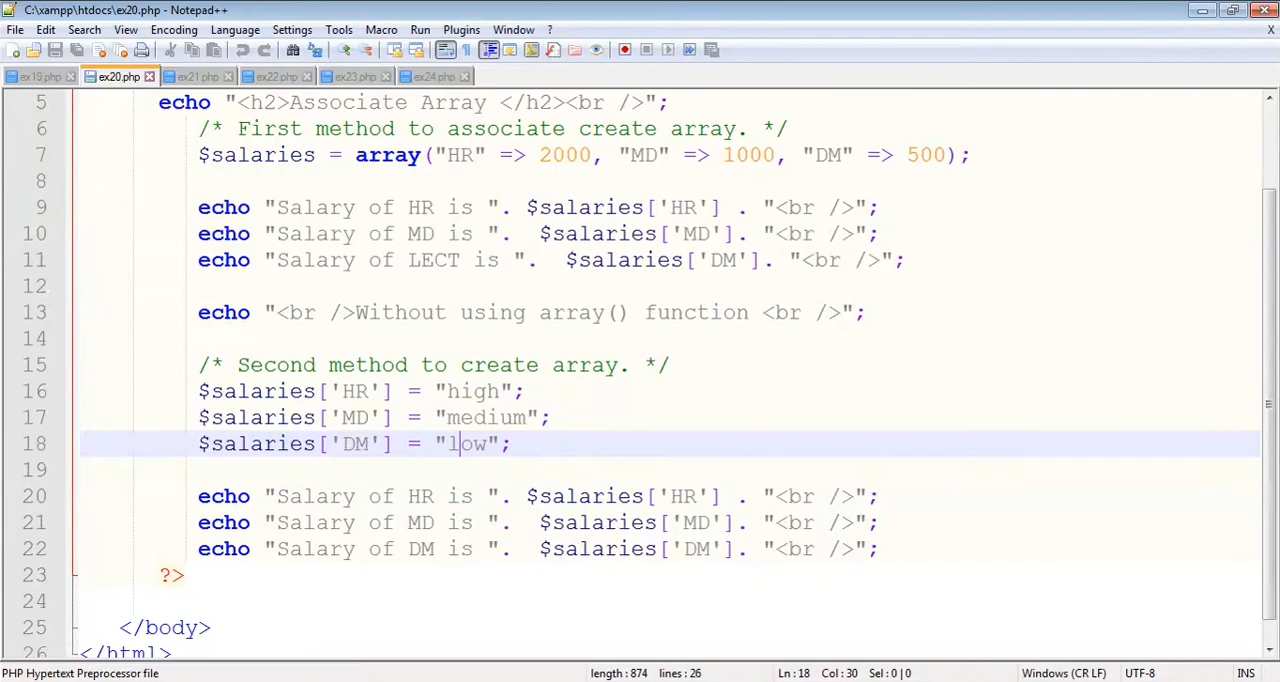 C:\xampp\htdocs\ex20.php - Notepad++
File Edit Search View Encoding Language Settings Tools Macro Run Plugins Window ? X
ex19.php ex20.php ex21.php ex22.php ex23.php ex24.php
5 echo "<h2>Associate Array </h2><br />";
6 /* First method to associate create array. */
7 $salaries = array("HR" => 2000, "MD" => 1000, "DM" => 500);
8
9 echo "Salary of HR is ". $salaries['HR'] . "<br />";
10 echo "Salary of MD is ".  $salaries['MD']. "<br />";
11 echo "Salary of LECT is ".  $salaries['DM']. "<br />";
12
13 echo "<br />Without using array() function <br />";
14
15 /* Second method to create array. */
16 $salaries['HR'] = "high";
17 $salaries['MD'] = "medium";
18 $salaries['DM'] = "low";
19
20 echo "Salary of HR is ". $salaries['HR'] . "<br />";
21 echo "Salary of MD is ".  $salaries['MD']. "<br />";
22 echo "Salary of DM is ".  $salaries['DM']. "<br />";
23 ?>
24
25 </body>
26 </html>
PHP Hypertext Preprocessor file length : 874 lines : 26 Ln : 18 Col : 30 Sel : 0 | 0 Windows (CR LF) UTF-8 INS